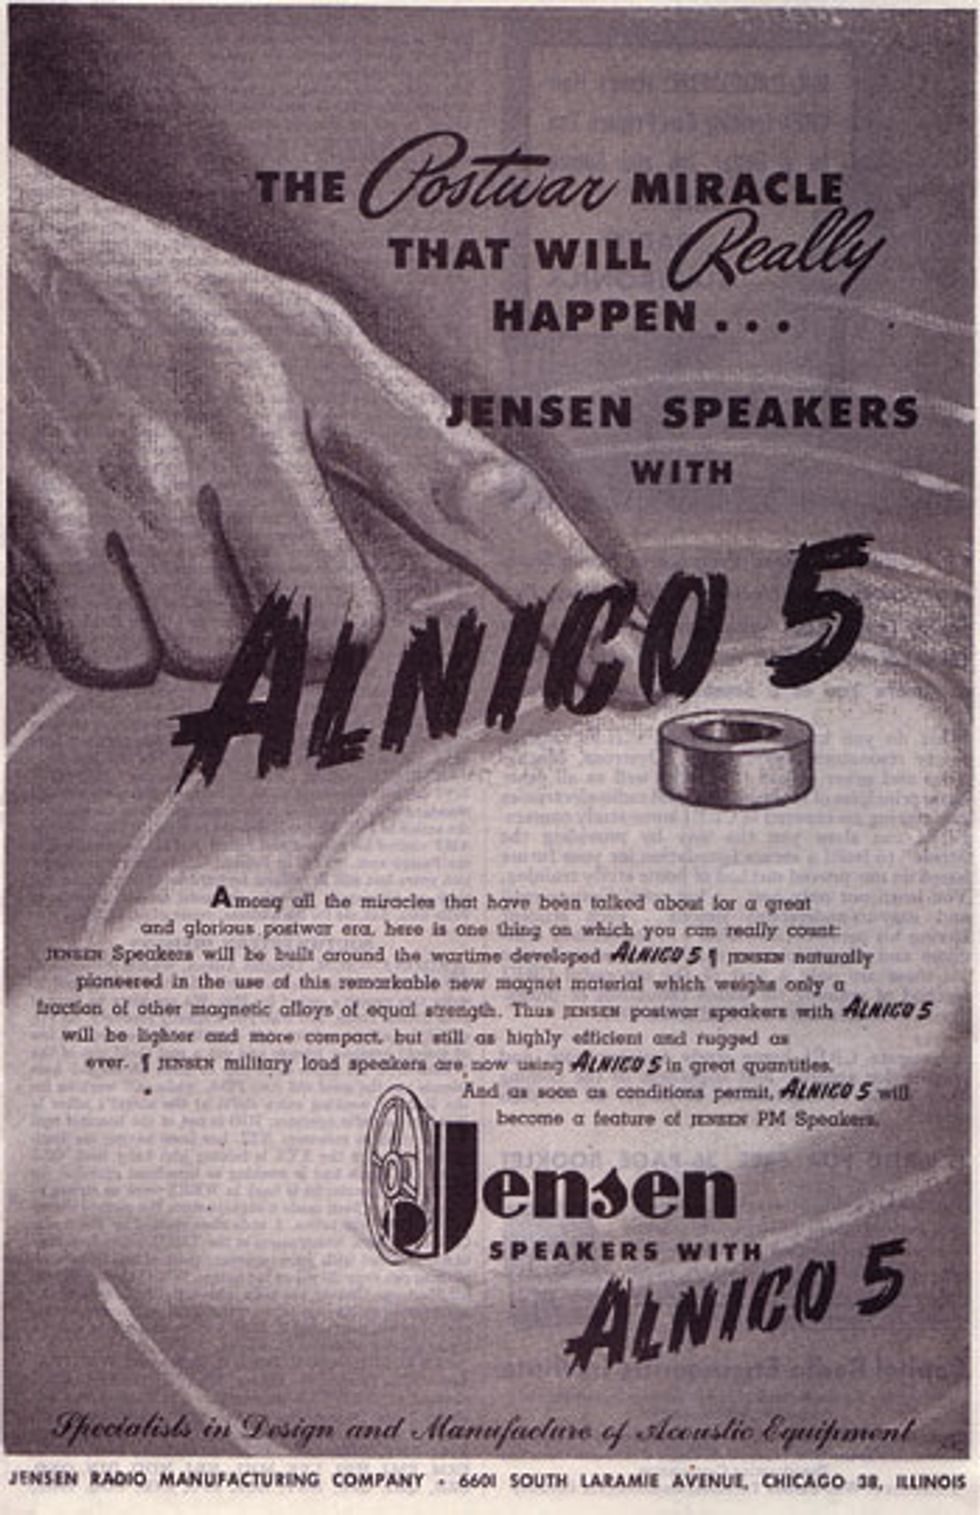 THE Postwar MIRACLE
THAT WILL Really
HAPPEN...
JENSEN SPEAKERS
WITH
ALNICO 5
Among all the miracles that have been talked about for a great
and glorious postwar era, here is one thing on which you can really count:
JENSEN Speakers will be built around the wartime developed ALNICO 5 ¶ JENSEN naturally
pioneered in the use of this remarkable new magnet material which weighs only a
fraction of other magnetic alloys of equal strength. Thus JENSEN postwar speakers with ALNICO 5
will be lighter and more compact, but still as highly efficient and rugged as
ever. ¶ JENSEN military loud speakers are now using ALNICO 5 in great quantities.
And as soon as conditions permit, ALNICO 5 will
become a feature of JENSEN PM Speakers.
Jensen
SPEAKERS WITH
ALNICO 5
Specialists in Design and Manufacture of Acoustic Equipment
JENSEN RADIO MANUFACTURING COMPANY · 6601 SOUTH LARAMIE AVENUE, CHICAGO 38, ILLINOIS